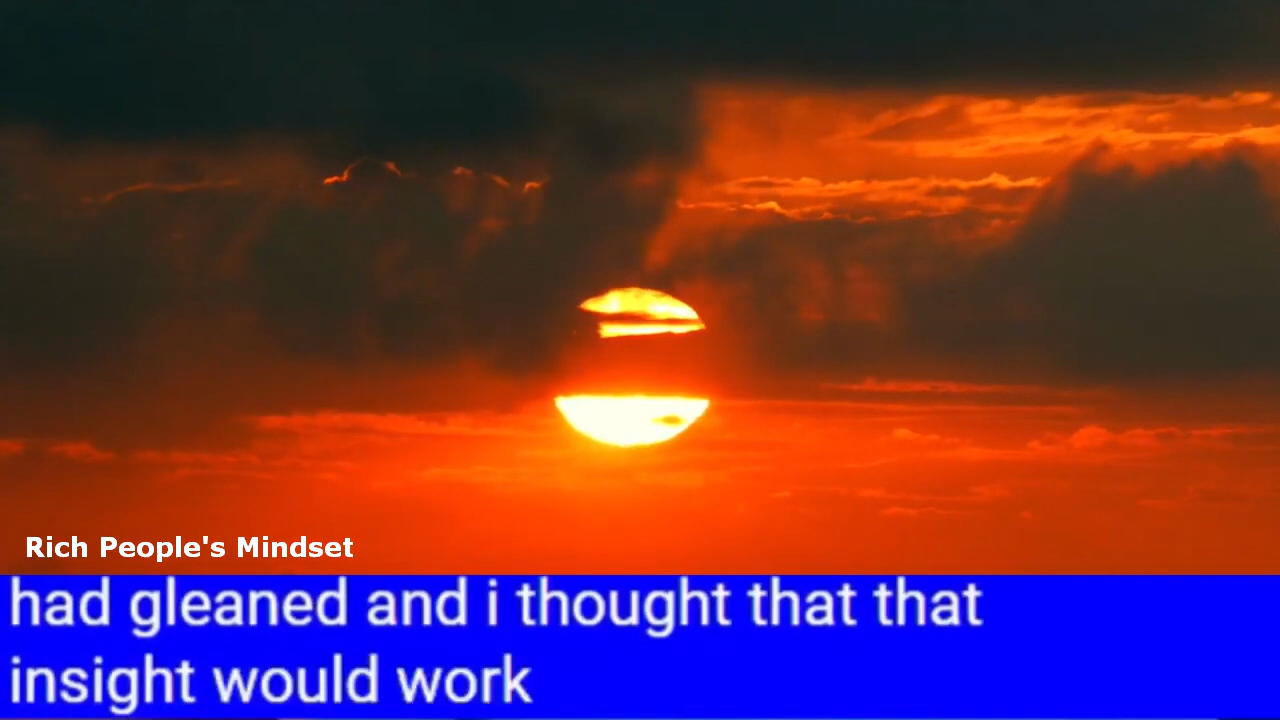 Rich People's Mindset
had gleaned and i thought that that
insight would work